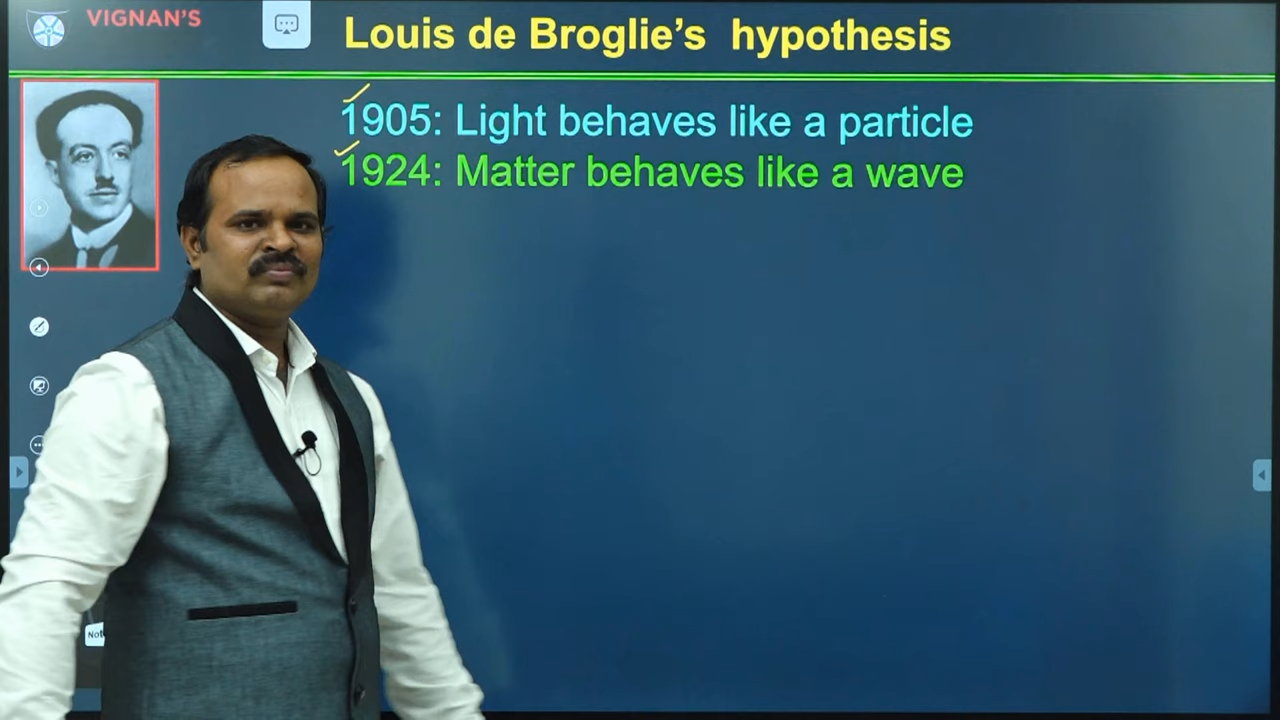 VIGNAN'S
Louis de Broglie's hypothesis
1905: Light behaves like a particle
1924: Matter behaves like a wave